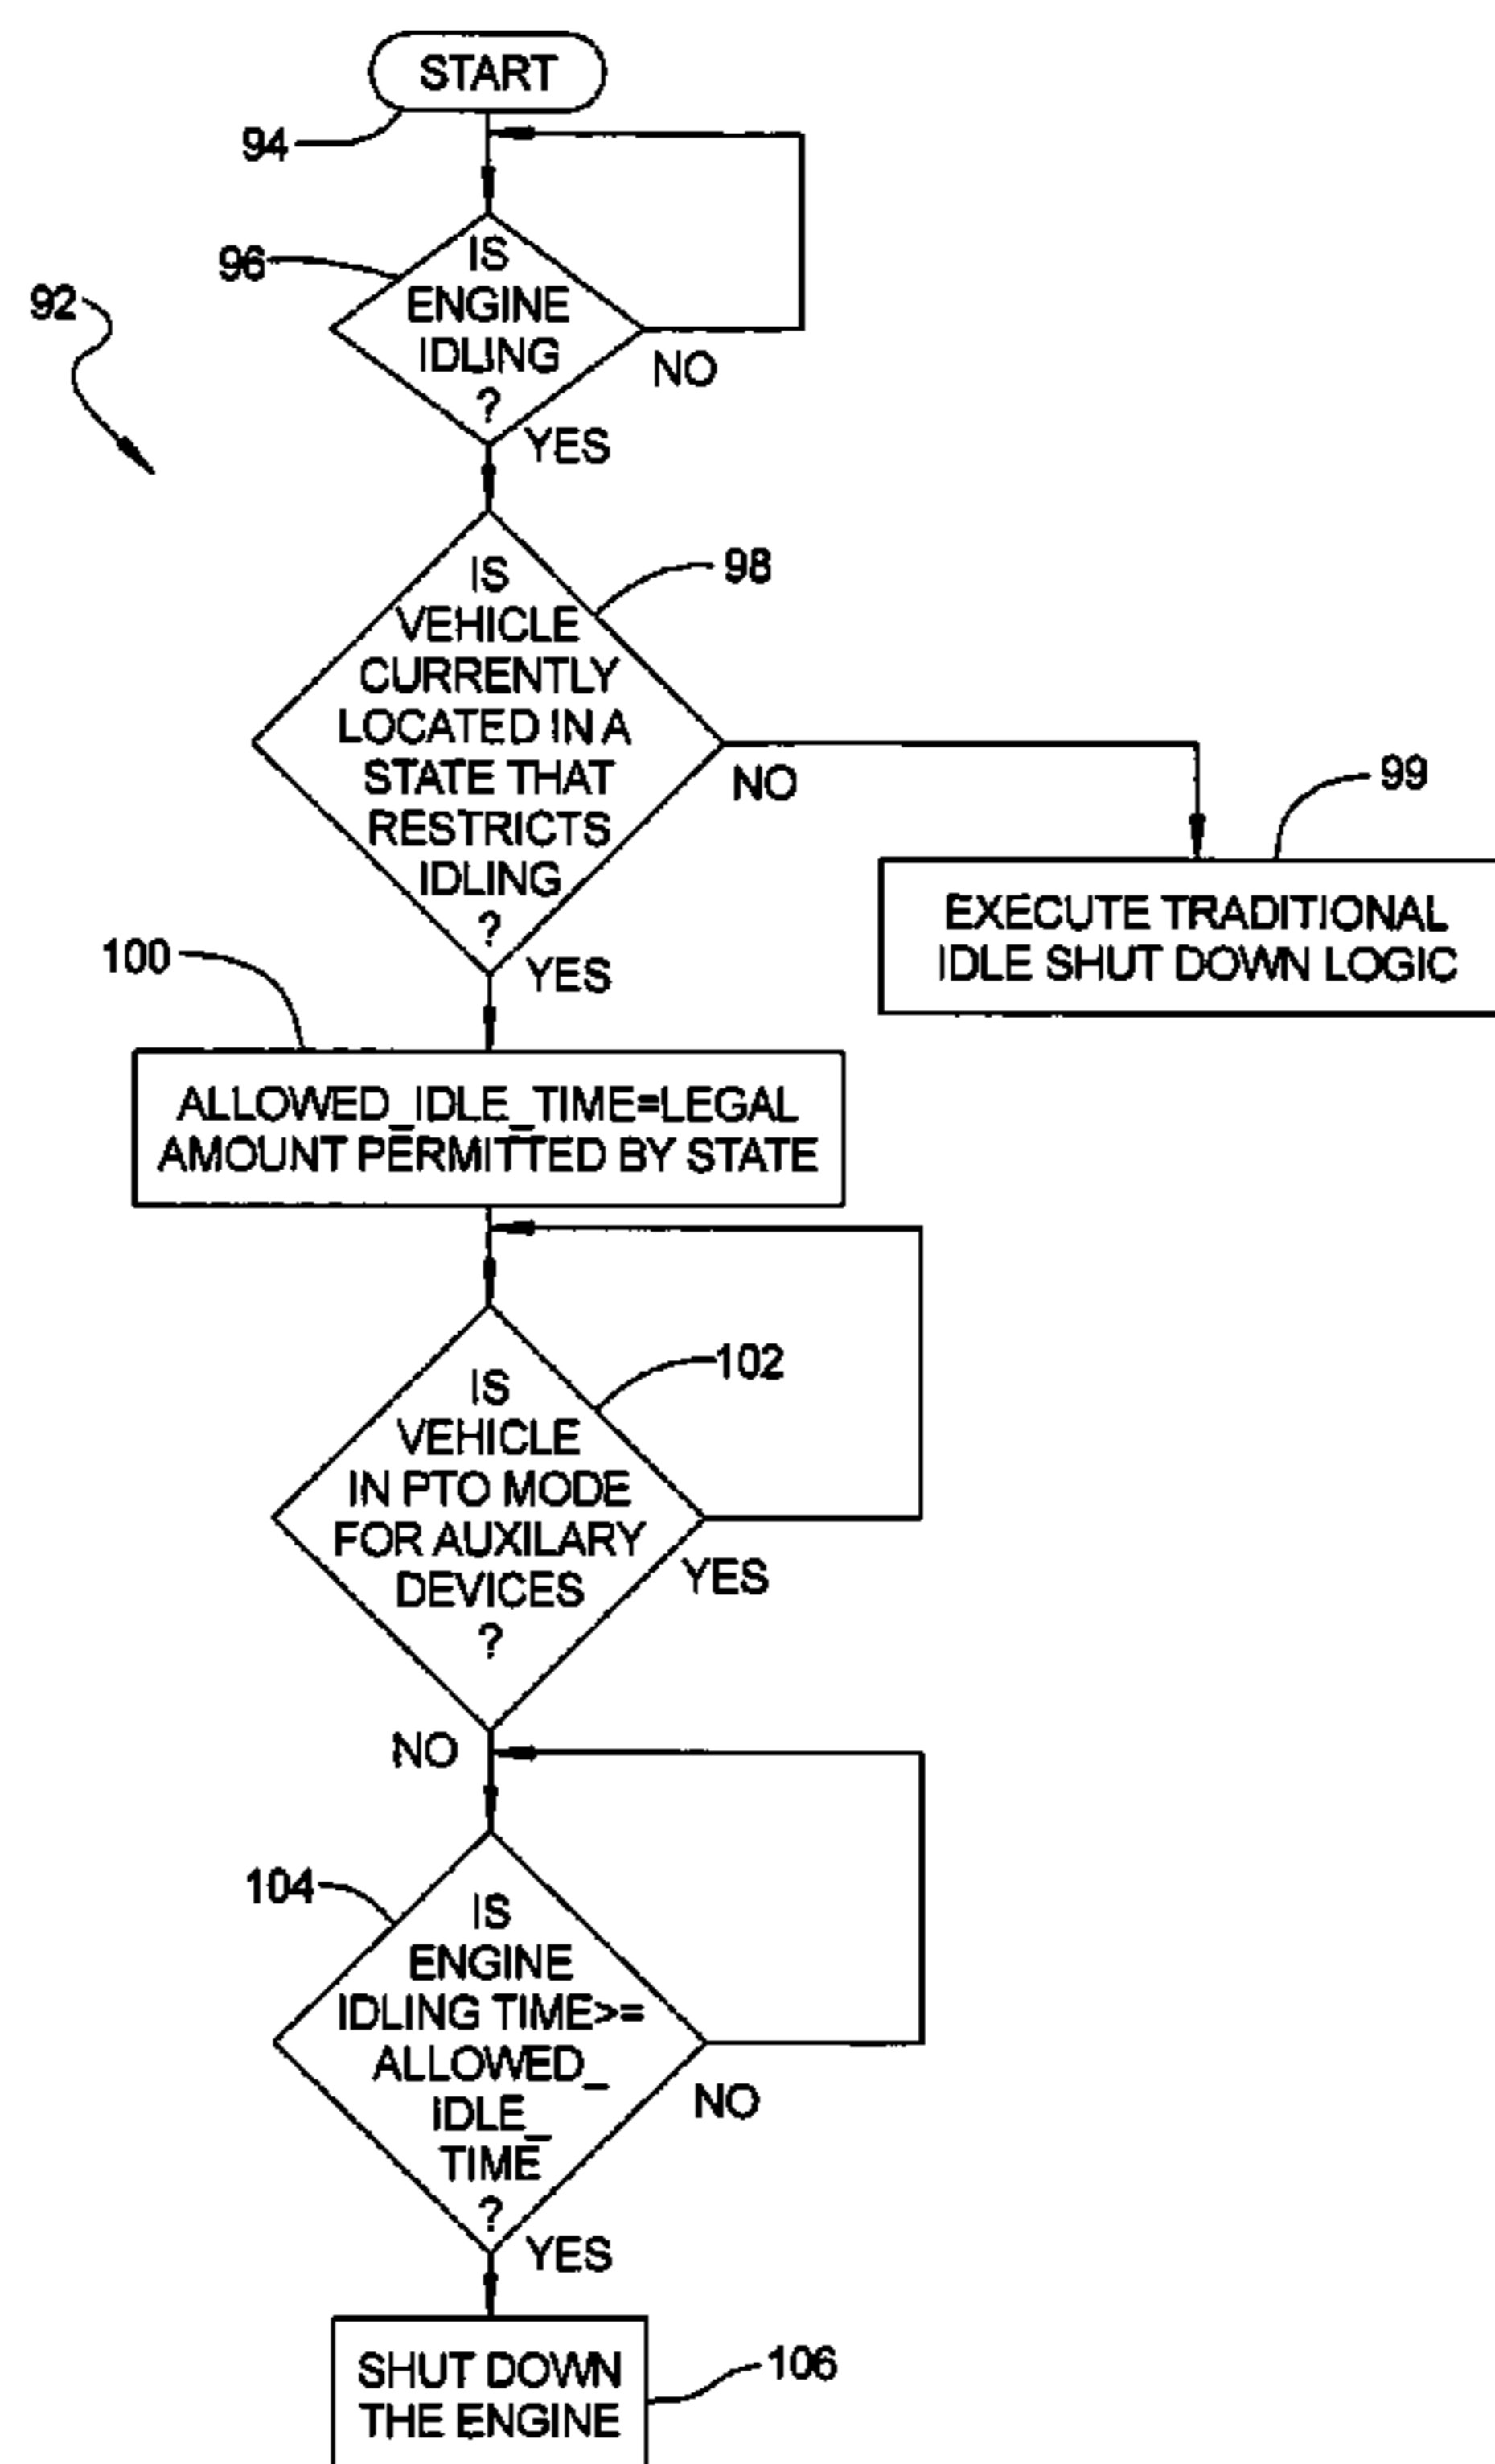 START
94
96
92
IS
ENGINE
IDLING
?
NO
YES
98
IS
VEHICLE
CURRENTLY
LOCATED IN A
STATE THAT
RESTRICTS
IDLING
?
NO
YES
99
EXECUTE TRADITIONAL
IDLE SHUT DOWN LOGIC
100
ALLOWED_IDLE_TIME=LEGAL
AMOUNT PERMITTED BY STATE
102
IS
VEHICLE
IN PTO MODE
FOR AUXILARY
DEVICES
?
YES
NO
104
IS
ENGINE
IDLING TIME>=
ALLOWED_
IDLE_
TIME
?
NO
YES
SHUT DOWN
THE ENGINE
106